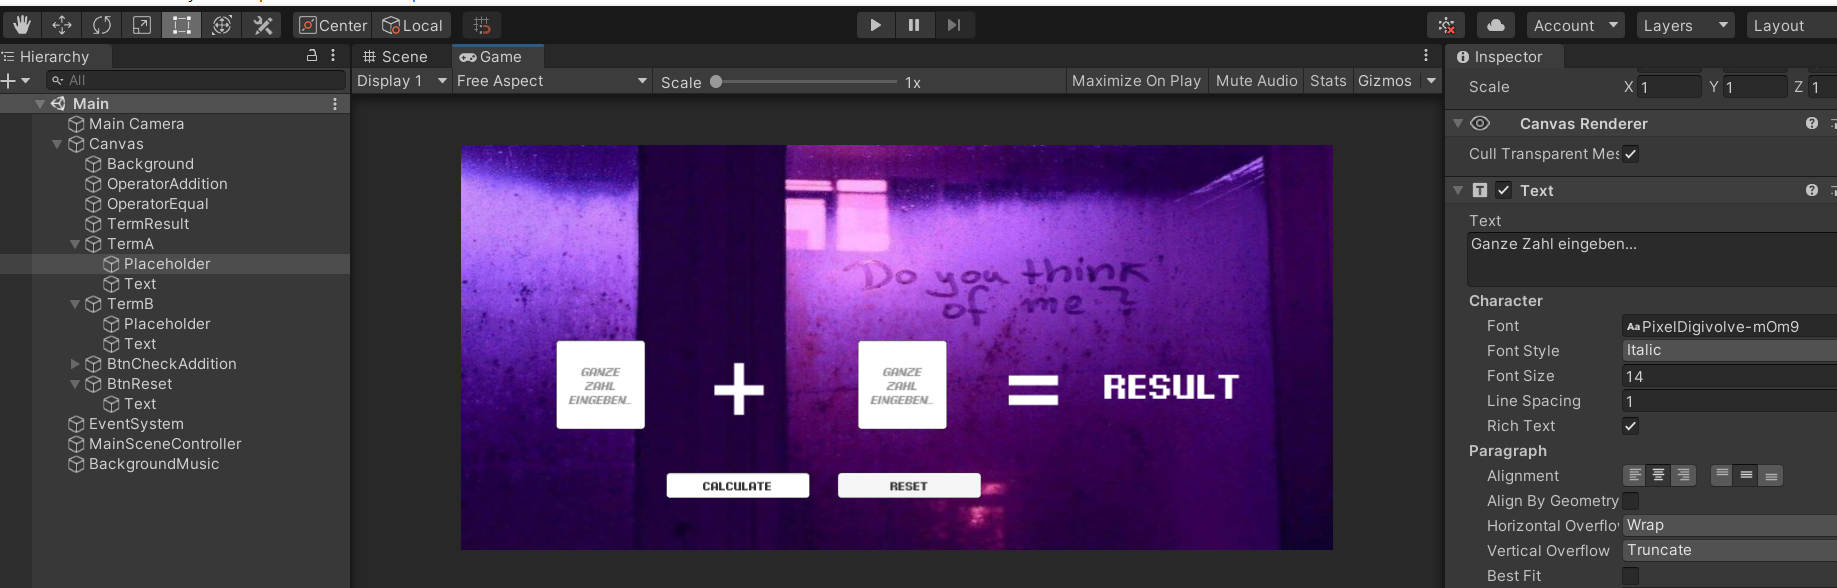 Center
Local
Account
Layers
Layout
Hierarchy
All
Main
Main Camera
Canvas
Background
OperatorAddition
OperatorEqual
TermResult
TermA
Placeholder
Text
TermB
Placeholder
Text
BtnCheckAddition
BtnReset
Text
EventSystem
MainSceneController
BackgroundMusic
Scene
Game
Display 1
Free Aspect
Scale
1x
Maximize On Play
Mute Audio
Stats
Gizmos
Do you think
of me ?
GANZE
ZAHL
EINGEBEN...
+
GANZE
ZAHL
EINGEBEN...
=
RESULT
CALCULATE
RESET
Inspector
Scale X 1 Y 1 Z 1
Canvas Renderer
Cull Transparent Mes
Text
Text
Ganze Zahl eingeben...
Character
Font Aa PixelDigivolve-mOm9
Font Style Italic
Font Size 14
Line Spacing 1
Rich Text
Paragraph
Alignment
Align By Geometry
Horizontal Overflo Wrap
Vertical Overflow Truncate
Best Fit